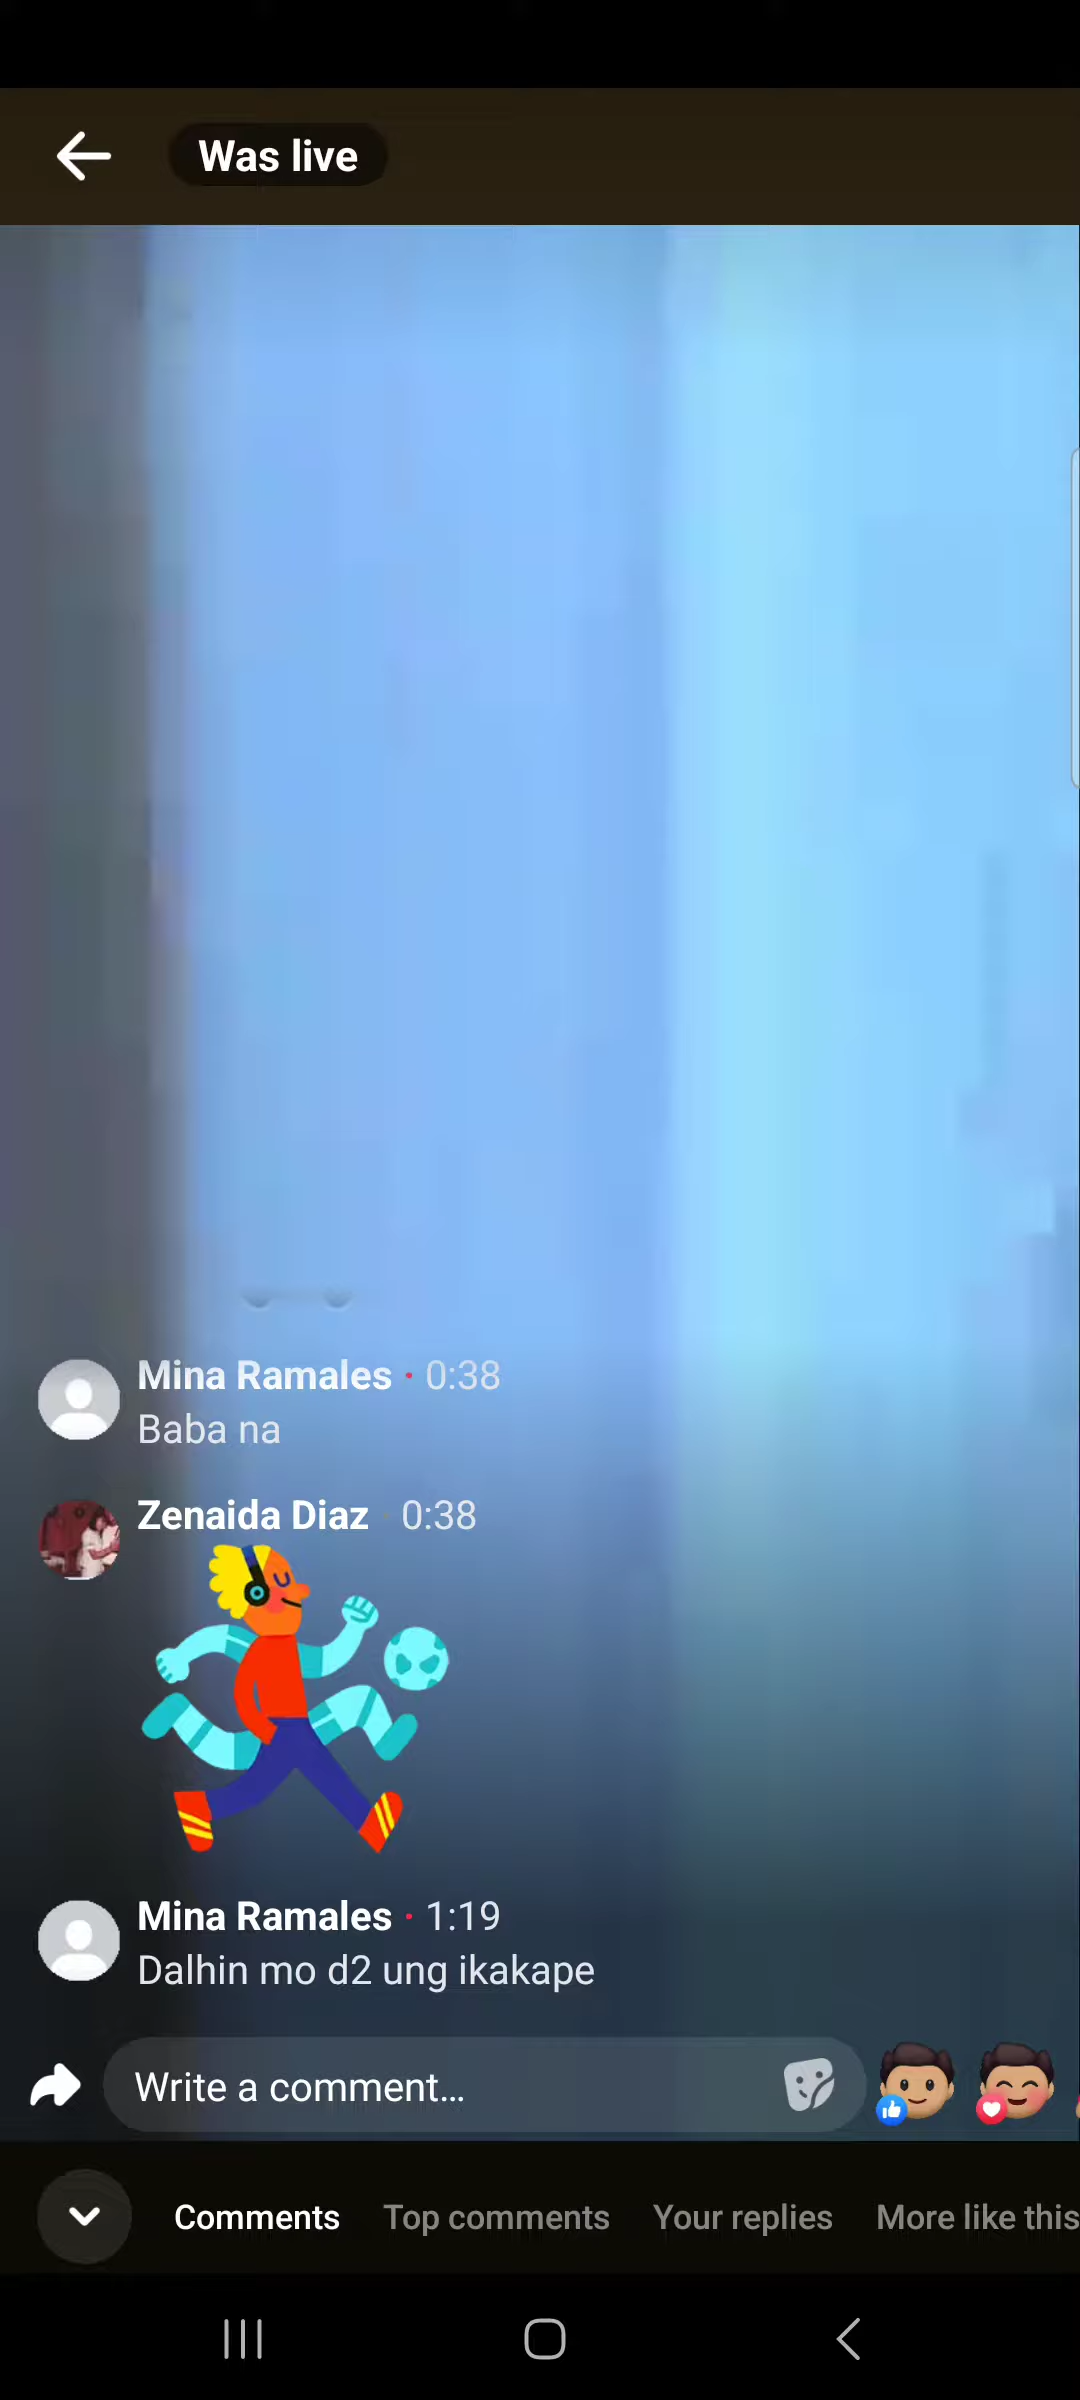 Was live
Mina Ramales · 0:38
Baba na
Zenaida Diaz · 0:38
Mina Ramales · 1:19
Dalhin mo d2 ung ikakape
Write a comment...
Comments Top comments Your replies More like this